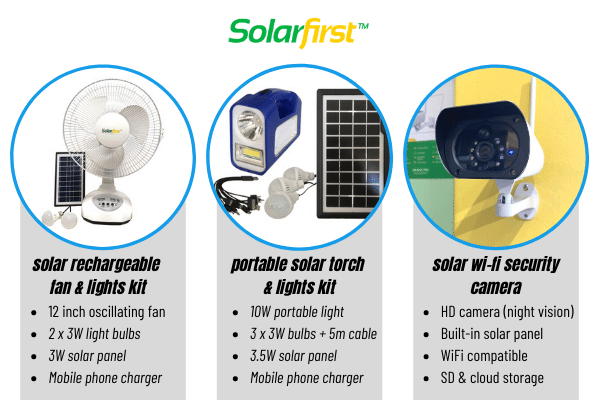 Solarfirst™
Solarfirst
solar rechargeable
fan & lights kit
• 12 inch oscillating fan
• 2 x 3W light bulbs
• 3W solar panel
• Mobile phone charger
portable solar torch
& lights kit
• 10W portable light
• 3 x 3W bulbs + 5m cable
• 3.5W solar panel
• Mobile phone charger
solar wi-fi security
camera
• HD camera (night vision)
• Built-in solar panel
• WiFi compatible
• SD & cloud storage